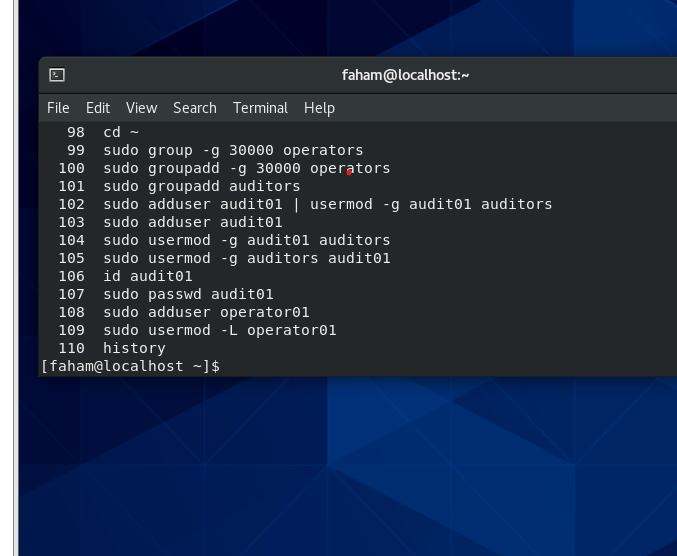 faham@localhost:~
File Edit View Search Terminal Help
98 cd ~
99 sudo group -g 30000 operators
100 sudo groupadd -g 30000 operators
101 sudo groupadd auditors
102 sudo adduser audit01 | usermod -g audit01 auditors
103 sudo adduser audit01
104 sudo usermod -g audit01 auditors
105 sudo usermod -g auditors audit01
106 id audit01
107 sudo passwd audit01
108 sudo adduser operator01
109 sudo usermod -L operator01
110 history
[faham@localhost ~]$